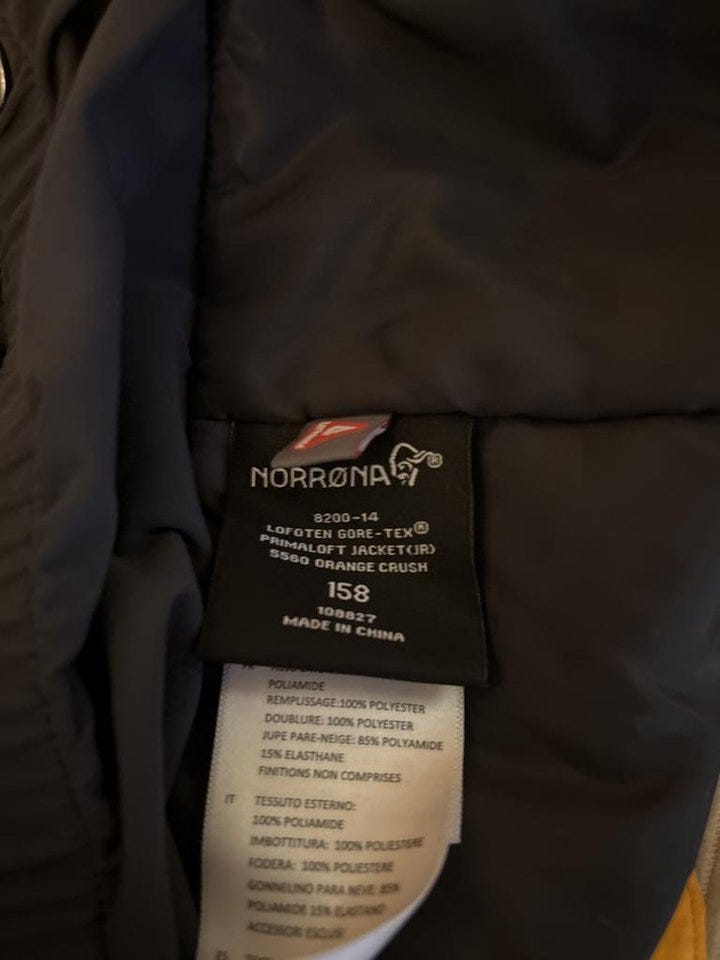 NORRØNA®
8200-14
LOFOTEN GORE-TEX®
PRIMALOFT JACKET(JR)
5560 ORANGE CRUSH
158
108827
MADE IN CHINA
POLIAMIDE
REMPLISSAGE:100% POLYESTER
DOUBLURE: 100% POLYESTER
JUPE PARE-NEIGE: 85% POLYAMIDE
15% ELASTHANE
FINITIONS NON COMPRISES
IT TESSUTO ESTERNO:
100% POLIAMIDE
IMBOTTITURA: 100% POLIESTERE
FODERA: 100% POLIESTERE
GONNELINO PARA NEVE: 85%
POLIAMIDE 15% ELASTANO
ACCESSORI ESCLUSI
ES